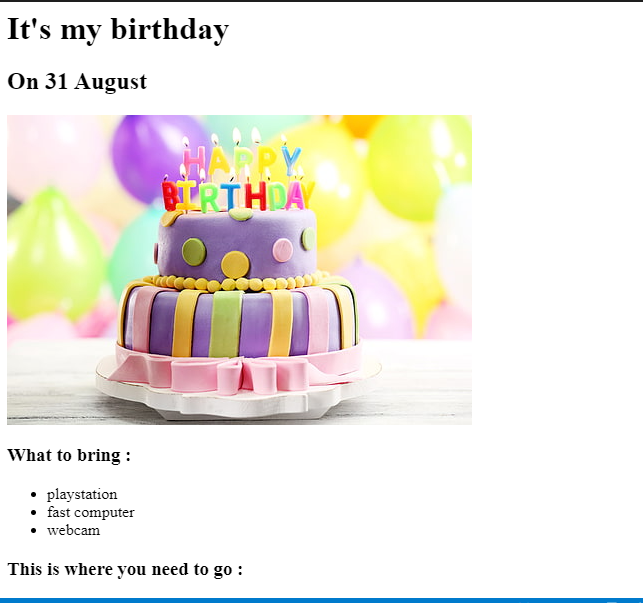 It's my birthday
On 31 August
HAPPY
BIRTHDAY
What to bring :
playstation
fast computer
webcam
This is where you need to go :